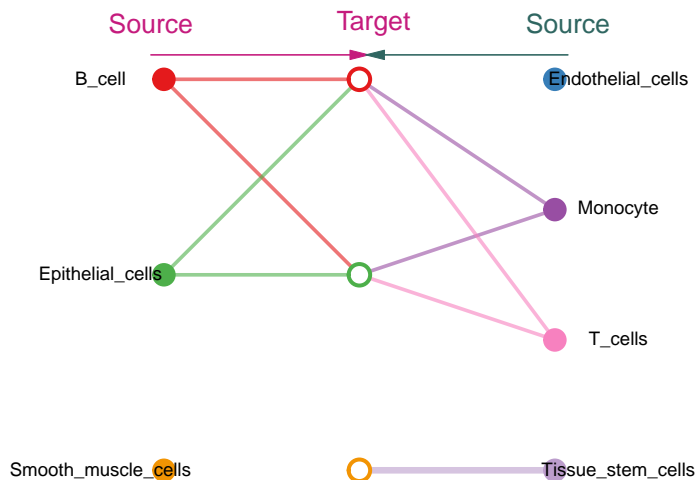 Source Target Source
B_cell Endothelial_cells
Monocyte
Epithelial_cells
T_cells
Smooth_muscle_cells Tissue_stem_cells